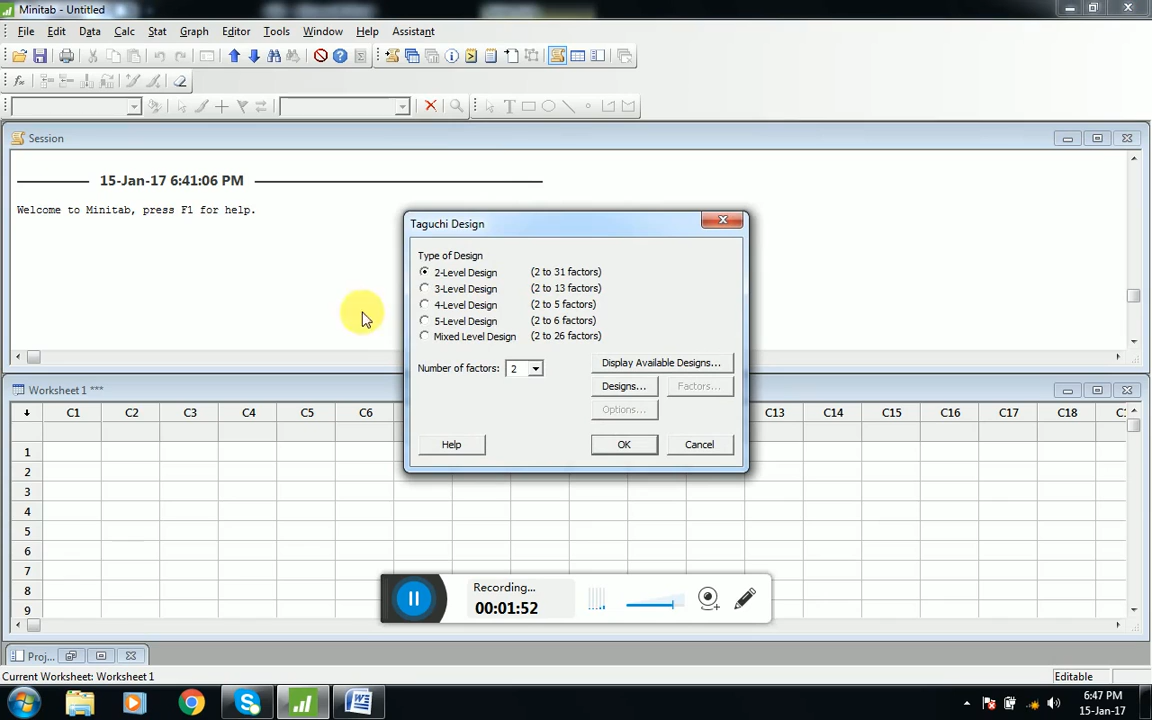 Minitab - Untitled
File Edit Data Calc Stat Graph Editor Tools Window Help Assistant
Session
15-Jan-17 6:41:06 PM
Welcome to Minitab, press F1 for help.
Taguchi Design
Type of Design
2-Level Design (2 to 31 factors)
3-Level Design (2 to 13 factors)
4-Level Design (2 to 5 factors)
5-Level Design (2 to 6 factors)
Mixed Level Design (2 to 26 factors)
Number of factors: 2
Display Available Designs...
Designs... Factors...
Options...
Help OK Cancel
Worksheet 1 ***
C1 C2 C3 C4 C5 C6 C13 C14 C15 C16 C17 C18
1
2
3
4
5
6
7
8
9
Recording...
00:01:52
Proj...
Current Worksheet: Worksheet 1 Editable
6:47 PM
15-Jan-17